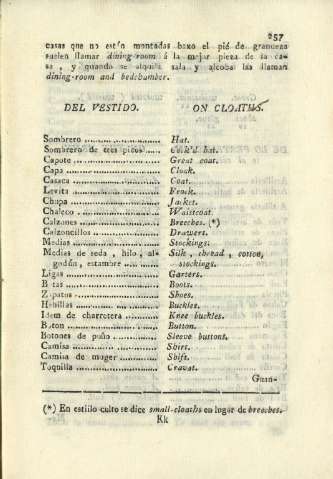 257
casas que no est'n montadas baxo el pié de grandeza
suelen llamar dining-room á la mejor pieza de la ca-
sa, y quando se alquila sala y alcoba las llaman
dining-room and bedchamber.
DEL VESTIDO. ON CLOATHS.
Sombrero ........................ Hat.
Sombrero de tres picos ..... Cock'd hat.
Capote ........................ Great coat.
Capa ........................ Cloak.
Casaca ........................ Coat.
Levita ........................ Frock.
Chupa ........................ Jacket.
Chaleco ........................ Waistcoat.
Calzones ........................ Breeches. (*)
Calzoncillos ........................ Drawers.
Medias ........................ Stockings.
Medias de seda, hilo, al- Silk, thread, cotton,
godon, estambre ............ stockings.
Ligas ........................ Garters.
B tas ........................ Boots.
Zapatos ........................ Shoes.
Hebillas ........................ Buckles.
Idem de charretera ............ Knee buckles.
Boton ........................ Button.
Botones de puño ............ Sleeve buttons.
Camisa ........................ Shirt.
Camisa de muger ............ Shift.
Toquilla ........................ Cravat.
Guan-
(*) En estilo culto se dice small-cloaths en lugar de breeches.
Kk